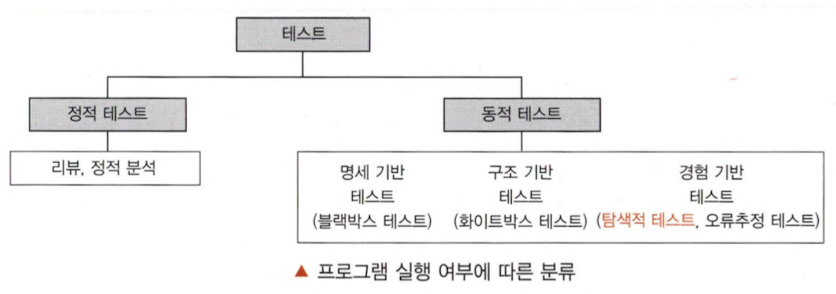 테스트
정적 테스트
동적 테스트
리뷰, 정적 분석
명세 기반
테스트
(블랙박스 테스트)
구조 기반
테스트
(화이트박스 테스트)
경험 기반
테스트
(탐색적 테스트, 오류추정 테스트)
▲ 프로그램 실행 여부에 따른 분류